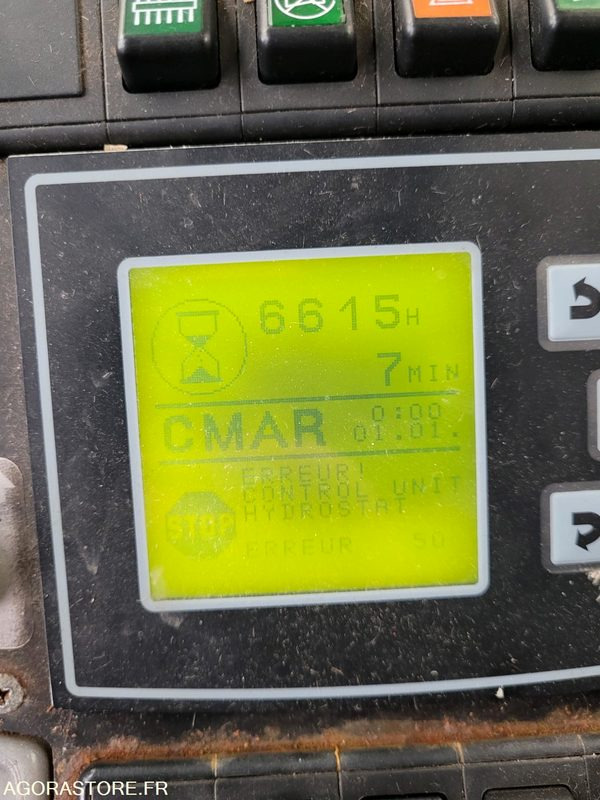 6615H
7MIN
CMAR
0:00
01.01.
ERREUR!
CONTROL UNIT
HYDROSTAT
STOP
ERREUR 50
AGORASTORE.FR